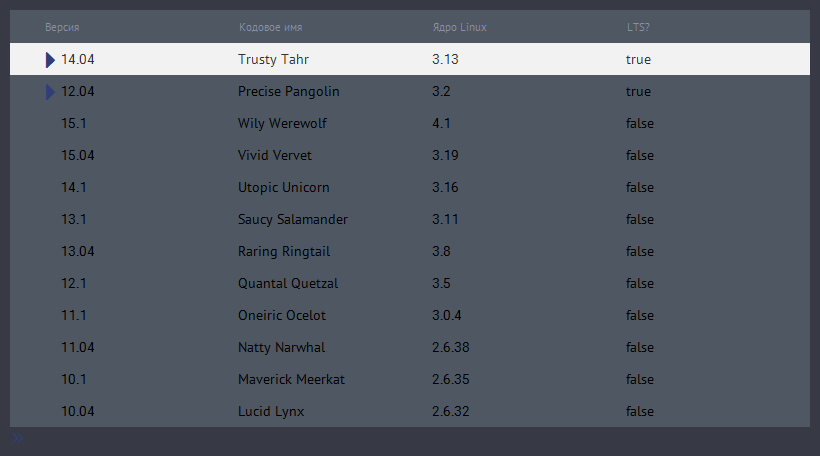 Версия Кодовое имя Ядро Linux LTS?
14.04 Trusty Tahr 3.13 true
12.04 Precise Pangolin 3.2 true
15.1 Wily Werewolf 4.1 false
15.04 Vivid Vervet 3.19 false
14.1 Utopic Unicorn 3.16 false
13.1 Saucy Salamander 3.11 false
13.04 Raring Ringtail 3.8 false
12.1 Quantal Quetzal 3.5 false
11.1 Oneiric Ocelot 3.0.4 false
11.04 Natty Narwhal 2.6.38 false
10.1 Maverick Meerkat 2.6.35 false
10.04 Lucid Lynx 2.6.32 false